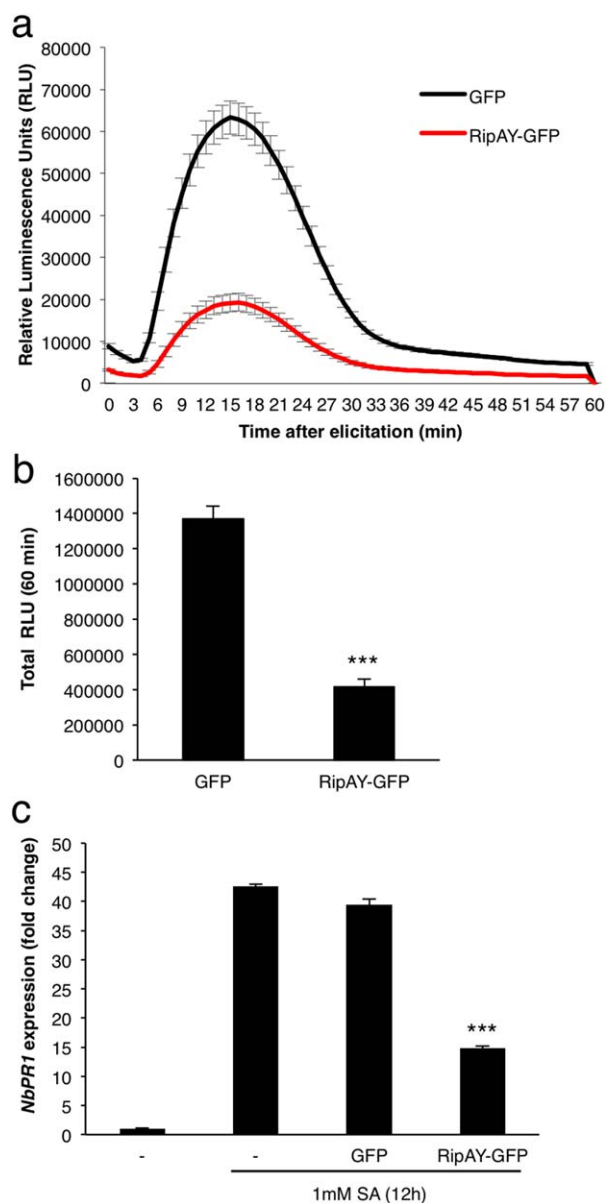 a
80000
70000
60000
50000
40000
30000
20000
10000
0
Relative Luminescence Units (RLU)
GFP
RipAY-GFP
0 3 6 9 12 15 18 21 24 27 30 33 36 39 42 45 48 51 54 57 60
Time after elicitation (min)
b
1600000
1400000
1200000
1000000
800000
600000
400000
200000
0
Total RLU (60 min)
***
GFP RipAY-GFP
c
50
45
40
35
30
25
20
15
10
5
0
NbPR1 expression (fold change)
***
- - GFP RipAY-GFP
1mM SA (12h)